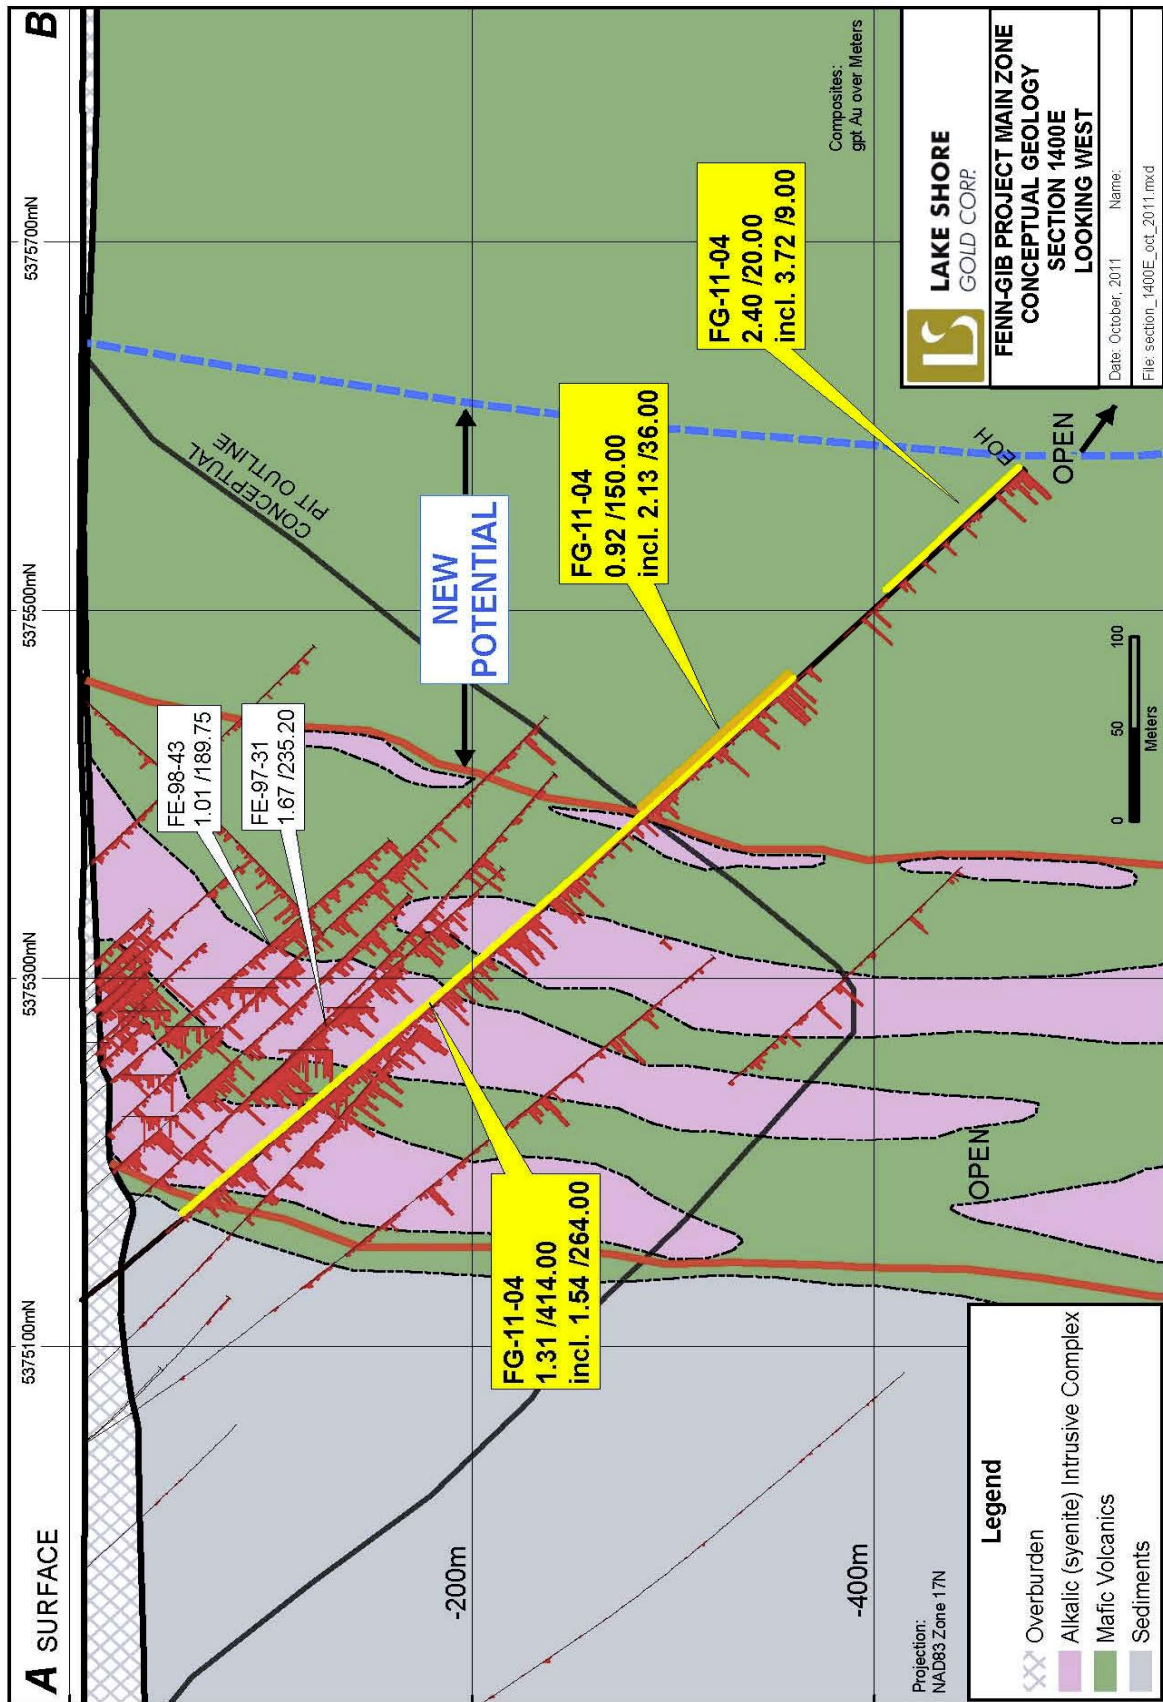 A SURFACE
B
5375100mN
5375300mN
5375500mN
5375700mN
FE-98-43
1.01 /189.75
FE-97-31
1.67 /235.20
CONCEPTUAL
PIT OUTLINE
NEW
POTENTIAL
-200m
-400m
FG-11-04
1.31 /414.00
incl. 1.54 /264.00
FG-11-04
0.92 /150.00
incl. 2.13 /36.00
FG-11-04
2.40 /20.00
incl. 3.72 /9.00
Composites:
gpt Au over Meters
EOH
OPEN
OPEN
0 50 100
Meters
Projection:
NAD83 Zone 17N
Legend
Overburden
Alkalic (syenite) Intrusive Complex
Mafic Volcanics
Sediments
LS
LAKE SHORE
GOLD CORP.
FENN-GIB PROJECT MAIN ZONE
CONCEPTUAL GEOLOGY
SECTION 1400E
LOOKING WEST
Date: October, 2011 Name:
File: section_1400E_oct_2011.mxd